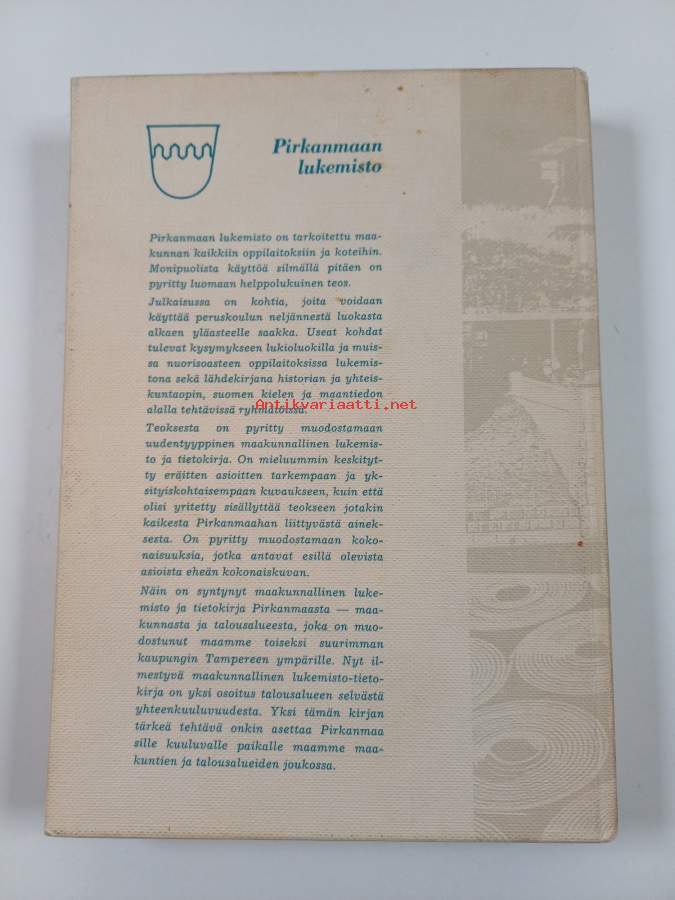 Pirkanmaan
lukemisto
Pirkanmaan lukemisto on tarkoitettu maa-
kunnan kaikkiin oppilaitoksiin ja koteihin.
Monipuolista käyttöä silmällä pitäen on
pyritty luomaan helppolukuinen teos.
Julkaisussa on kohtia, joita voidaan
käyttää peruskoulun neljännestä luokasta
alkaen yläasteelle saakka. Useat kohdat
tulevat kysymykseen lukioluokilla ja muis-
sa nuorisoasteen oppilaitoksissa lukemis-
tona sekä lähdekirjana historian ja yhteis-
kuntaopin, suomen kielen ja maantiedon
Antikvariaatti.net
alalla tehtävissä ryhmätöissä.
Teoksesta on pyritty muodostamaan
uudentyyppinen maakunnallinen lukemis-
to ja tietokirja. On mieluummin keskityt-
ty eräitten asioitten tarkempaan ja yk-
sityiskohtaisempaan kuvaukseen, kuin että
olisi yritetty sisällyttää teokseen jotakin
kaikesta Pirkanmaahan liittyvästä ainek-
sesta. On pyritty muodostamaan koko-
naisuuksia, jotka antavat esillä olevista
asioista eheän kokonaiskuvan.
Näin on syntynyt maakunnallinen luke-
misto ja tietokirja Pirkanmaasta — maa-
kunnasta ja talousalueesta, joka on muo-
dostunut maamme toiseksi suurimman
kaupungin Tampereen ympärille. Nyt il-
mestyvä maakunnallinen lukemisto-tieto-
kirja on yksi osoitus talousalueen selvästä
yhteenkuuluvuudesta. Yksi tämän kirjan
tärkeä tehtävä onkin asettaa Pirkanmaa
sille kuuluvalle paikalle maamme maa-
kuntien ja talousalueiden joukossa.